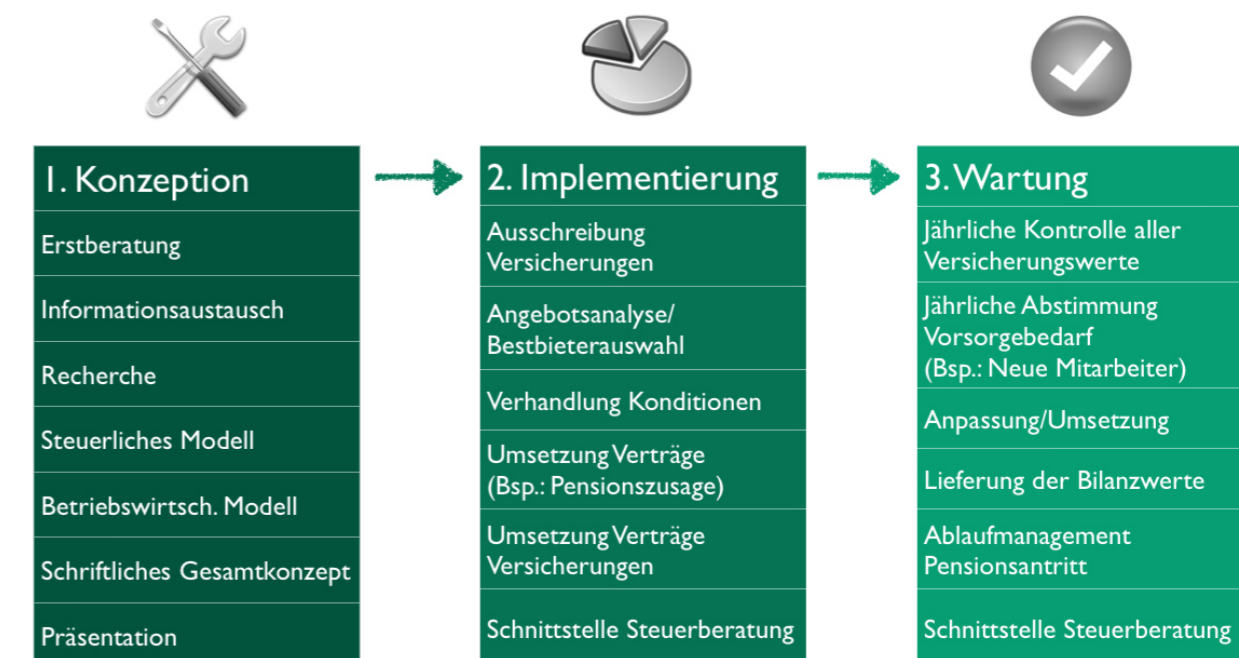 1. Konzeption
Erstberatung
Informationsaustausch
Recherche
Steuerliches Modell
Betriebswirtsch. Modell
Schriftliches Gesamtkonzept
Präsentation
2. Implementierung
Ausschreibung
Versicherungen
Angebotsanalyse/
Bestbieterauswahl
Verhandlung Konditionen
Umsetzung Verträge
(Bsp.: Pensionszusage)
Umsetzung Verträge
Versicherungen
Schnittstelle Steuerberatung
3. Wartung
Jährliche Kontrolle aller
Versicherungswerte
Jährliche Abstimmung
Vorsorgebedarf
(Bsp.: Neue Mitarbeiter)
Anpassung/Umsetzung
Lieferung der Bilanzwerte
Ablaufmanagement
Pensionsantritt
Schnittstelle Steuerberatung